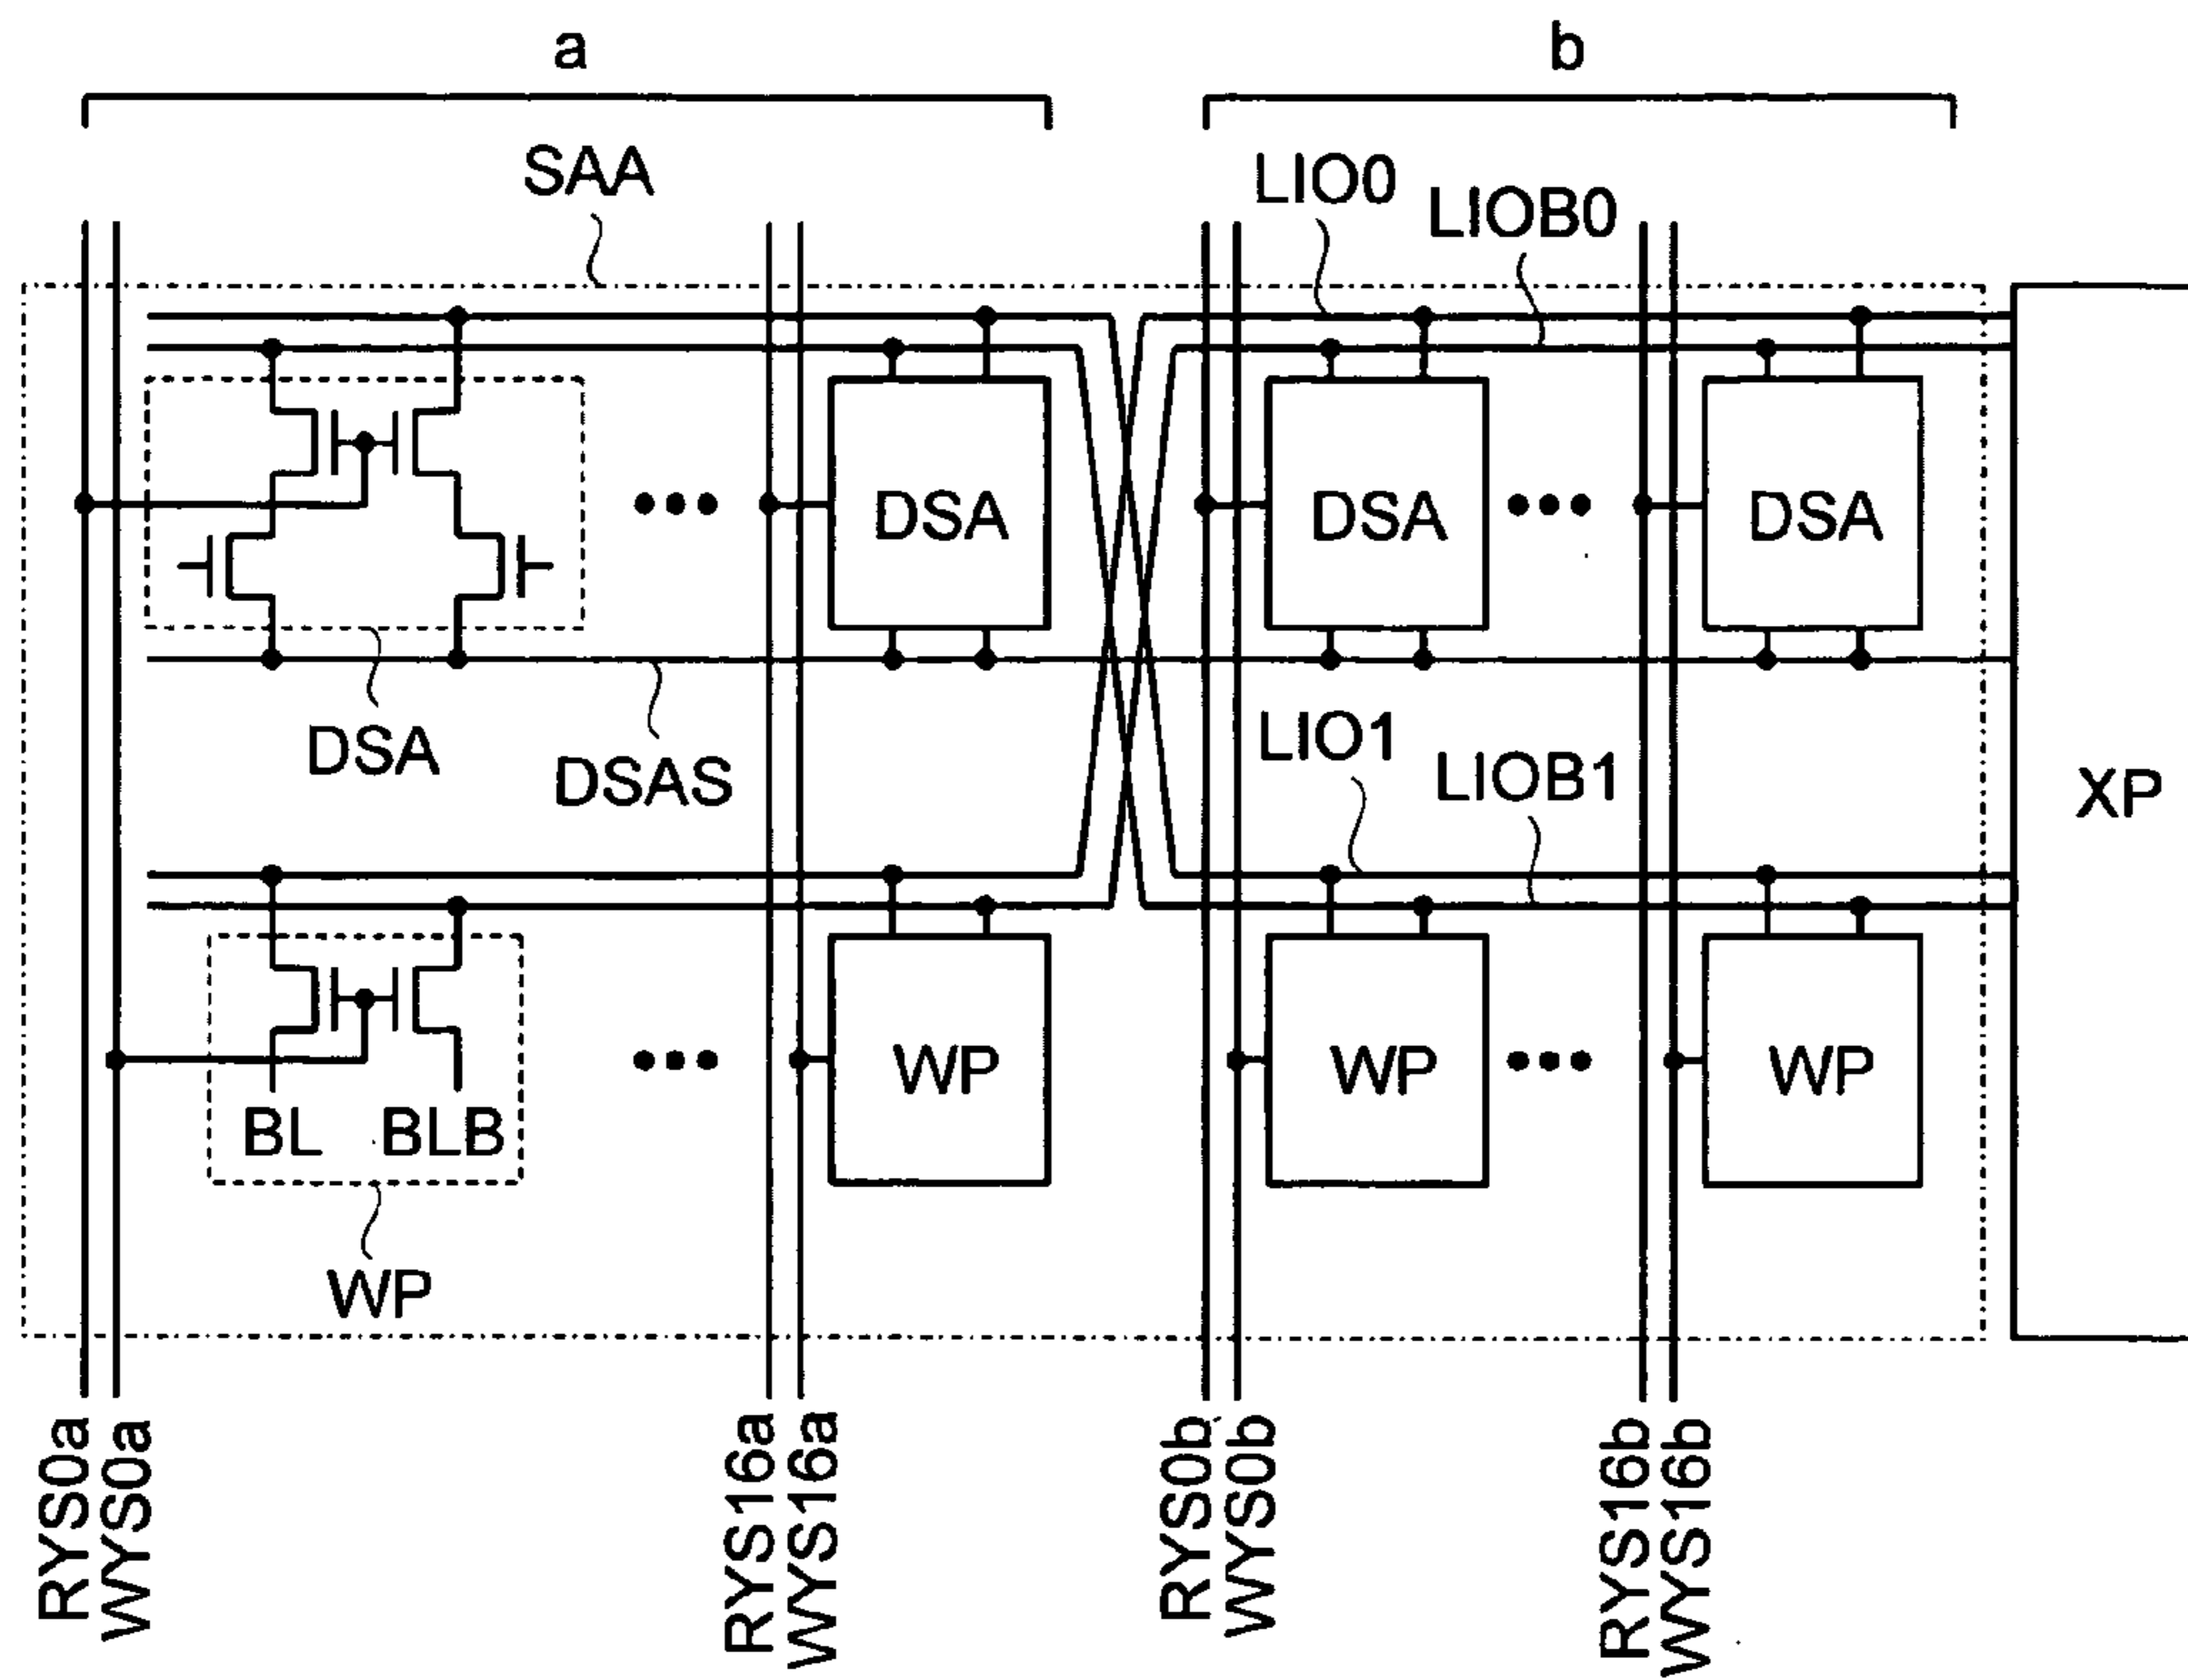 a
b
SAA
LIO0
LIOB0
DSA
DSA
DSA
DSA
DSAS
LIO1
LIOB1
XP
WP
WP
WP
BL
BLB
WP
RYS0a
WYS0a
RYS16a
WYS16a
RYS0b
WYS0b
RYS16b
WYS16b